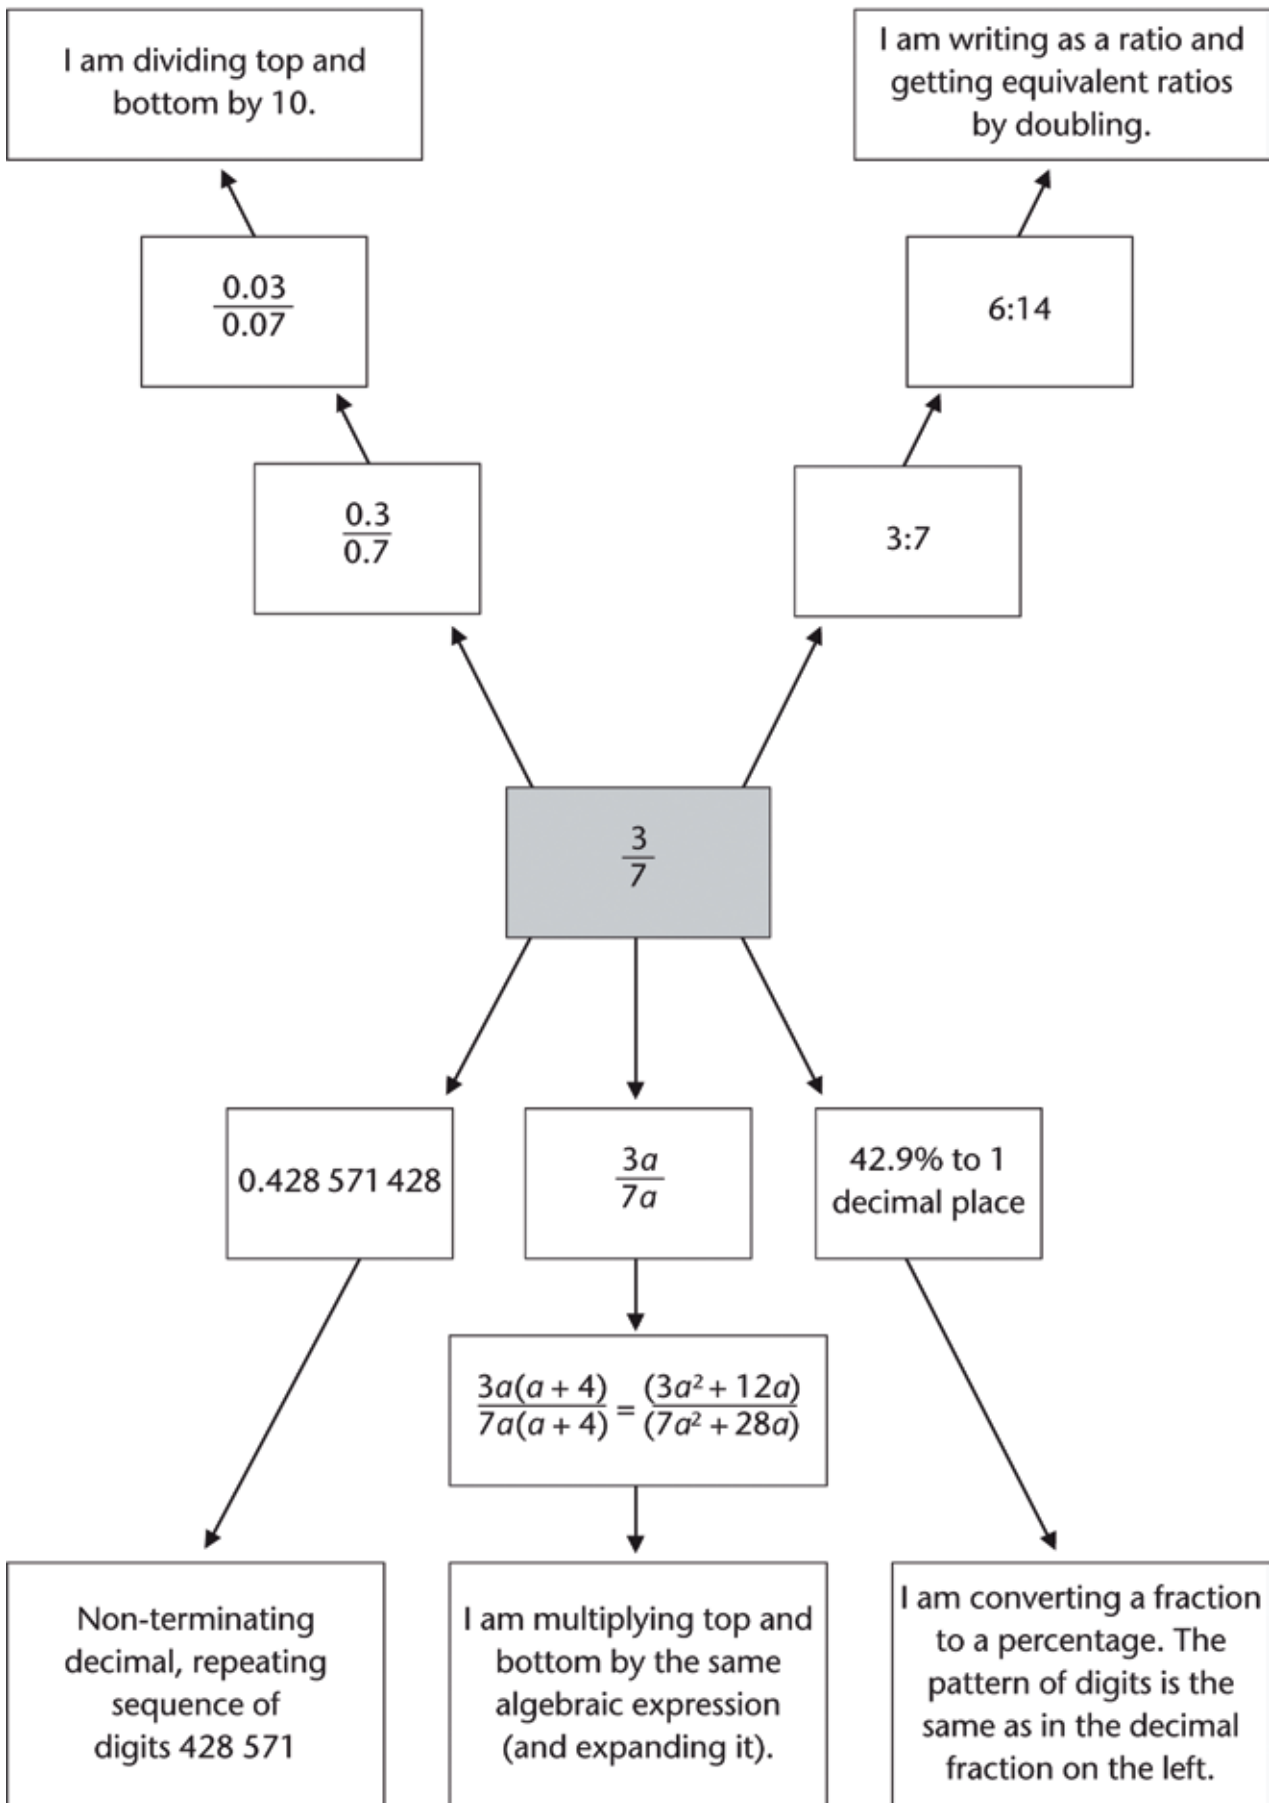 I am dividing top and
bottom by 10.
I am writing as a ratio and
getting equivalent ratios
by doubling.
0.03
0.07
6:14
0.3
0.7
3:7
3
7
0.428 571 428
3a
7a
42.9% to 1
decimal place
3a(a + 4) = (3a² + 12a)
7a(a + 4) (7a² + 28a)
Non-terminating
decimal, repeating
sequence of
digits 428 571
I am multiplying top and
bottom by the same
algebraic expression
(and expanding it).
I am converting a fraction
to a percentage. The
pattern of digits is the
same as in the decimal
fraction on the left.